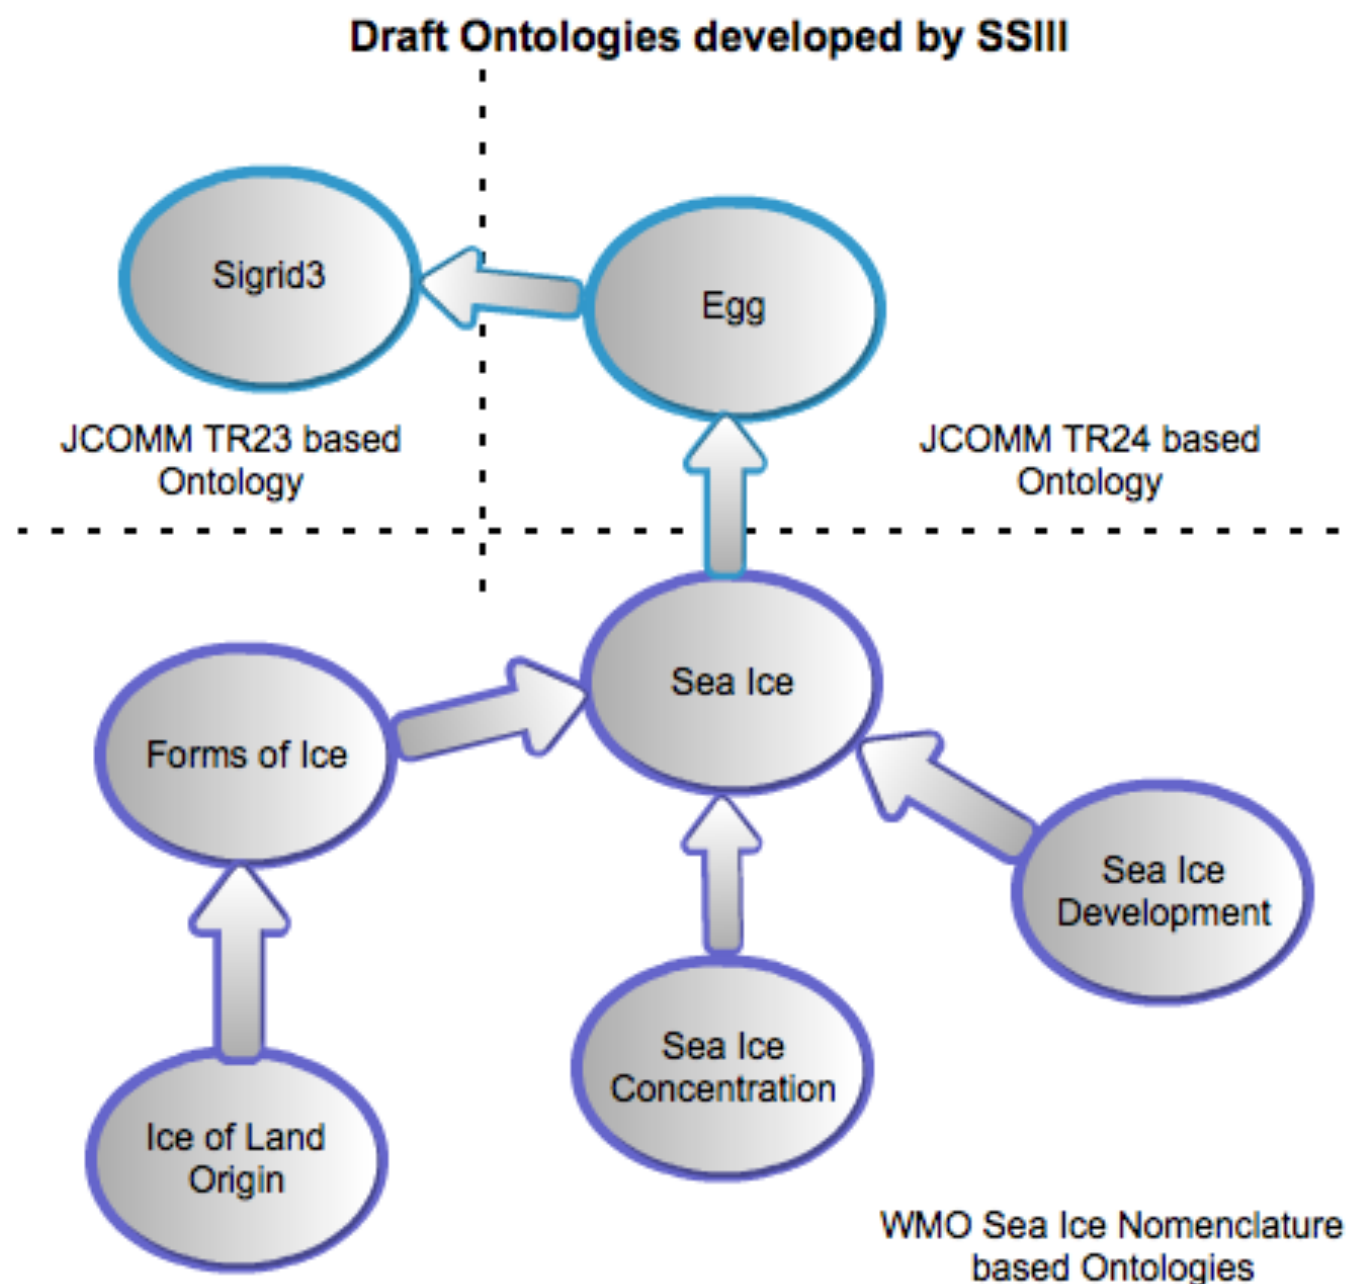 Draft Ontologies developed by SSIII
Sigrid3
Egg
JCOMM TR23 based
Ontology
JCOMM TR24 based
Ontology
Sea Ice
Forms of Ice
Sea Ice
Development
Sea Ice
Concentration
Ice of Land
Origin
WMO Sea Ice Nomenclature
based Ontologies